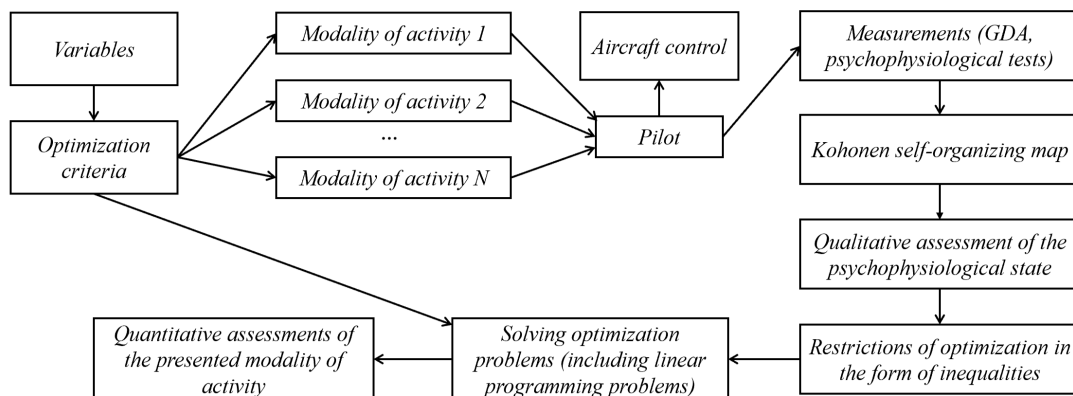 Variables
Optimization
criteria
Modality of activity 1
Modality of activity 2
...
Modality of activity N
Aircraft control
Pilot
Measurements (GDA,
psychophysiological tests)
Kohonen self-organizing map
Qualitative assessment of the
psychophysiological state
Restrictions of optimization in
the form of inequalities
Solving optimization
problems (including linear
programming problems)
Quantitative assessments of
the presented modality of
activity